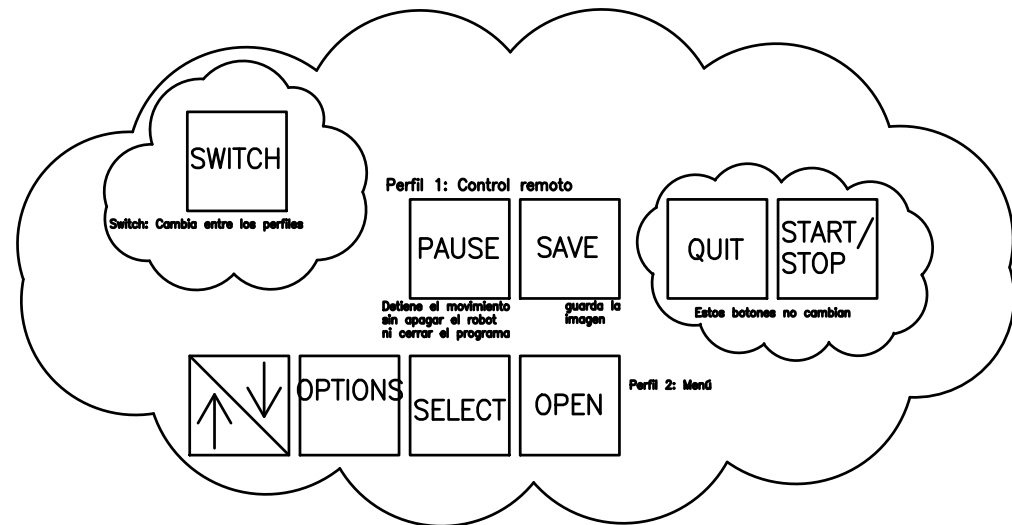 SWITCH
Switch: Cambia entre los perfiles
Perfil 1: Control remoto
PAUSE
SAVE
Detiene el movimiento
sin apagar el robot
ni cerrar el programa
guarda la
imagen
QUIT
START/
STOP
Estos botones no cambian
OPTIONS
SELECT
OPEN
Perfil 2: Menú